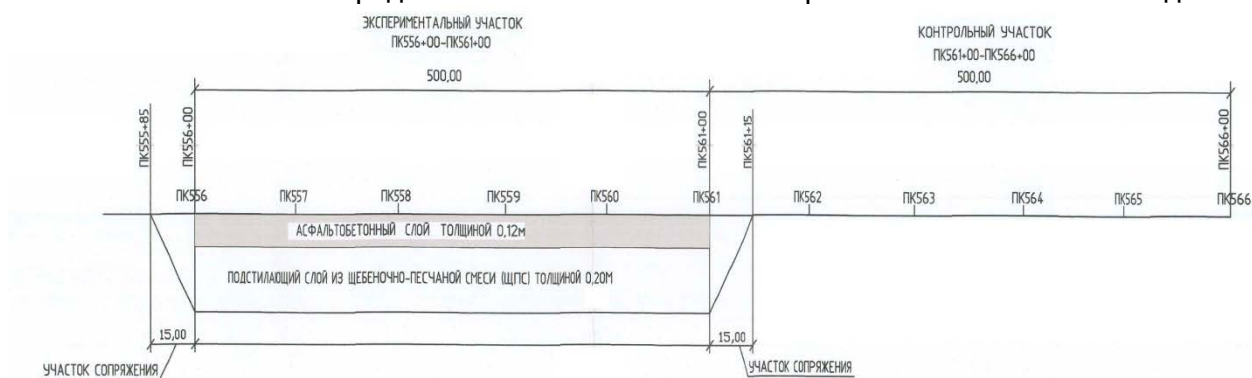 ЭКСПЕРИМЕНТАЛЬНЫЙ УЧАСТОК
ПК556+00-ПК561+00
500,00
КОНТРОЛЬНЫЙ УЧАСТОК
ПК561+00-ПК566+00
500,00
ПК555+85
ПК556+00
ПК561+00
ПК561+15
ПК566+00
ПК556
ПК557
ПК558
ПК559
ПК560
ПК561
ПК562
ПК563
ПК564
ПК565
ПК566
АСФАЛЬТОБЕТОННЫЙ СЛОЙ ТОЛЩИНОЙ 0,12м
ПОДСТИЛАЮЩИЙ СЛОЙ ИЗ ЩЕБЕНОЧНО-ПЕСЧАНОЙ СМЕСИ (ЩПС) ТОЛЩИНОЙ 0,20М
15,00
15,00
УЧАСТОК СОПРЯЖЕНИЯ
УЧАСТОК СОПРЯЖЕНИЯ